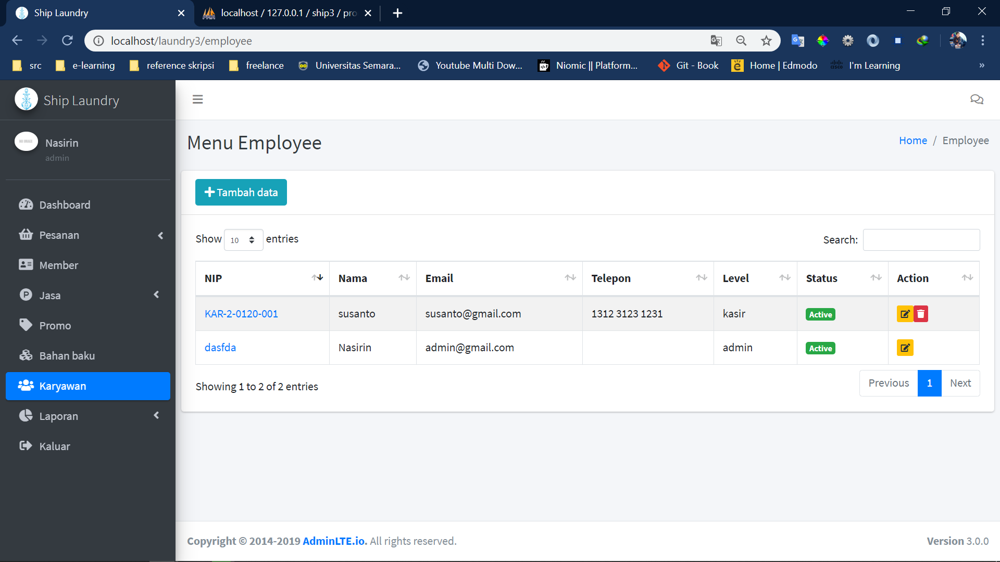 Ship Laundry
localhost / 127.0.0.1 / ship3 / pro
localhost/laundry3/employee
src
e-learning
reference skripsi
freelance
Universitas Semara...
Youtube Multi Dow...
Niomic || Platform...
Git - Book
Home | Edmodo
I'm Learning
»
Ship Laundry
NO IMAGE
Nasirin
admin
Dashboard
Pesanan
Member
Jasa
Promo
Bahan baku
Karyawan
Laporan
Kaluar
Menu Employee
Home / Employee
Tambah data
Show 10 entries
Search:
NIP Nama Email Telepon Level Status Action
KAR-2-0120-001 susanto susanto@gmail.com 1312 3123 1231 kasir Active
dasfda Nasirin admin@gmail.com admin Active
Showing 1 to 2 of 2 entries
Previous 1 Next
Copyright © 2014-2019 AdminLTE.io. All rights reserved.
Version 3.0.0